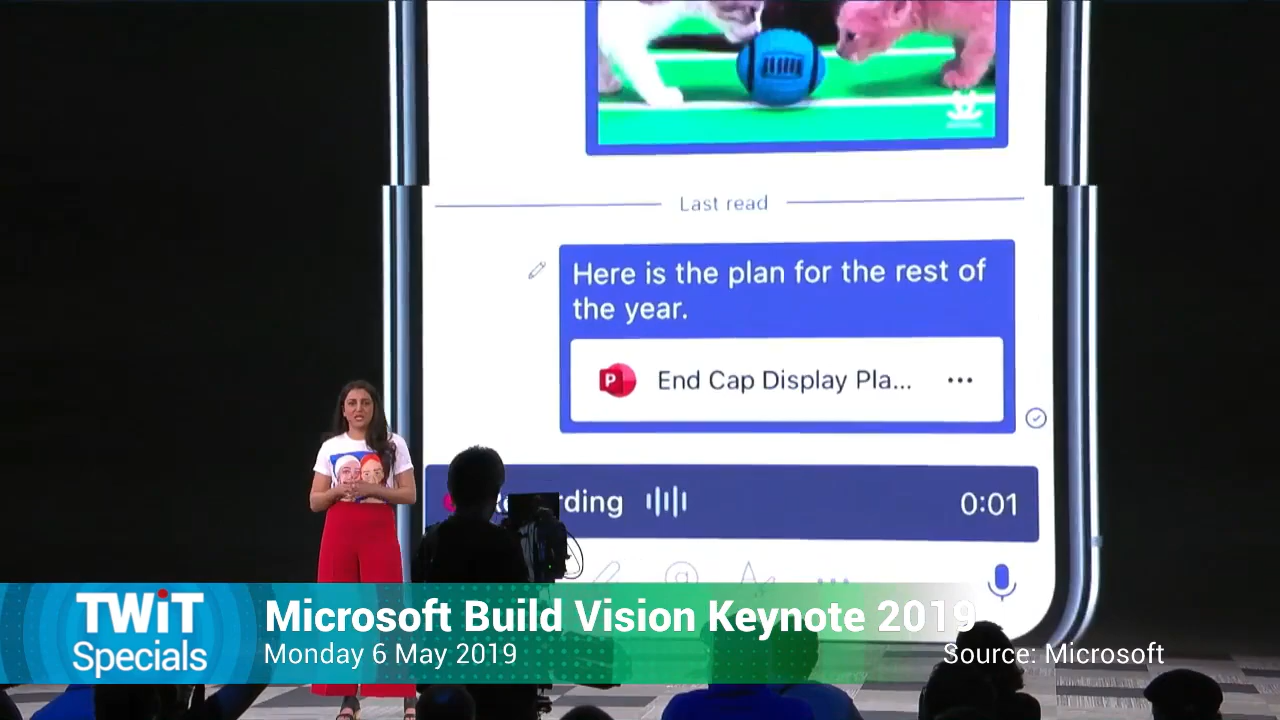 Last read
Here is the plan for the rest of
the year.
P
End Cap Display Pla...
0:01
TWiT
Specials
Microsoft Build Vision Keynote 2019
Monday 6 May 2019
Source: Microsoft